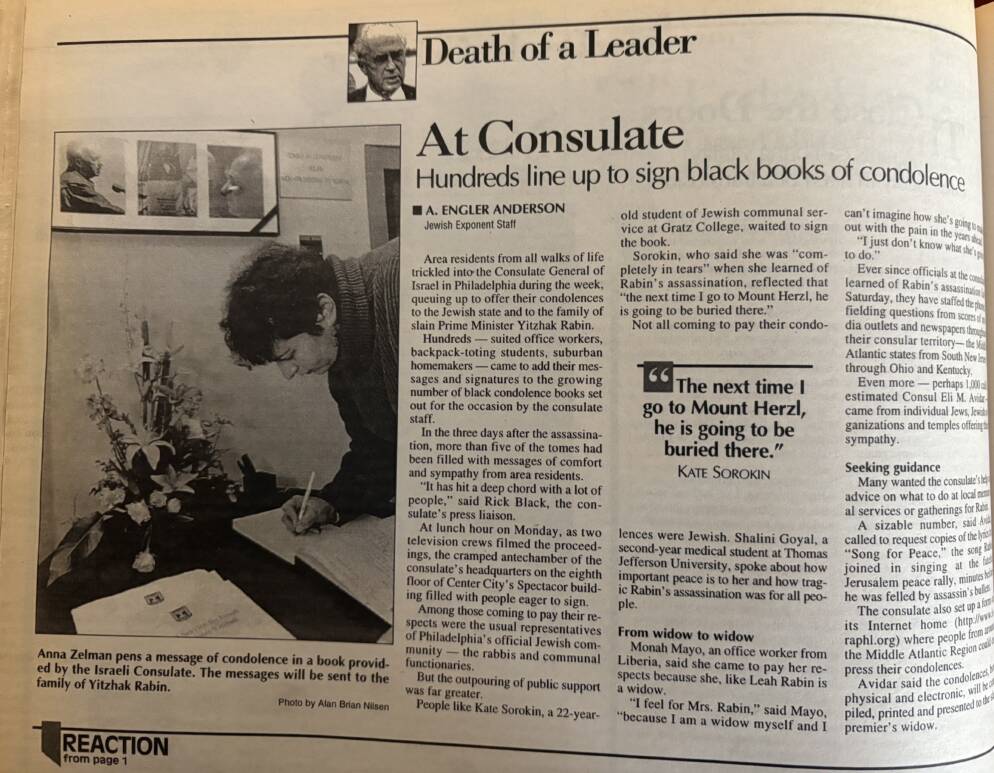 Death of a Leader
At Consulate
Hundreds line up to sign black books of condolence
■ A. ENGLER ANDERSON
Jewish Exponent Staff
Area residents from all walks of life
trickled into the Consulate General of
Israel in Philadelphia during the week,
queuing up to offer their condolences
to the Jewish state and to the family of
slain Prime Minister Yitzhak Rabin.
Hundreds — suited office workers,
backpack-toting students, suburban
homemakers — came to add their mes-
sages and signatures to the growing
number of black condolence books set
out for the occasion by the consulate
staff.
In the three days after the assassina-
tion, more than five of the tomes had
been filled with messages of comfort
and sympathy from area residents.
"It has hit a deep chord with a lot of
people," said Rick Black, the con-
sulate's press liaison.
At lunch hour on Monday, as two
television crews filmed the proceed-
ings, the cramped antechamber of the
consulate's headquarters on the eighth
floor of Center City's Spectacor build-
ing filled with people eager to sign.
Among those coming to pay their re-
spects were the usual representatives
of Philadelphia's official Jewish com-
munity — the rabbis and communal
functionaries.
But the outpouring of public support
was far greater.
People like Kate Sorokin, a 22-year-
old student of Jewish communal ser-
vice at Gratz College, waited to sign
the book.
Sorokin, who said she was "com-
pletely in tears" when she learned of
Rabin's assassination, reflected that
"the next time I go to Mount Herzl, he
is going to be buried there."
Not all coming to pay their condo-
“The next time I
go to Mount Herzl,
he is going to be
buried there.”
KATE SOROKIN
lences were Jewish. Shalini Goyal, a
second-year medical student at Thomas
Jefferson University, spoke about how
important peace is to her and how trag-
ic Rabin's assassination was for all peo-
ple.
From widow to widow
Monah Mayo, an office worker from
Liberia, said she came to pay her re-
spects because she, like Leah Rabin is
a widow.
"I feel for Mrs. Rabin," said Mayo,
"because I am a widow myself and I
can't imagine how she's going to
out with the pain in the years
"I just don't know what she's
to do."
Ever since officials at the
learned of Rabin's assassination
Saturday, they have staffed the
fielding questions from scores of
dia outlets and newspapers
their consular territory— the
Atlantic states from South New
through Ohio and Kentucky.
Even more — perhaps 1,000
estimated Consul Eli M. Avidar
came from individual Jews,
ganizations and temples offering
sympathy.
Seeking guidance
Many wanted the consulate's
advice on what to do at local
al services or gatherings for Rabin.
A sizable number, said
called to request copies of the
"Song for Peace," the song
joined in singing at the
Jerusalem peace rally, minutes
he was felled by assassin's bullets.
The consulate also set up a
its Internet home
raphl.org) where people from
the Middle Atlantic Region could
press their condolences.
Avidar said the condolences,
physical and electronic, will be
piled, printed and presented to the
premier's widow.
Anna Zelman pens a message of condolence in a book provid-
ed by the Israeli Consulate. The messages will be sent to the
family of Yitzhak Rabin.
Photo by Alan Brian Nilsen
REACTION
from page 1